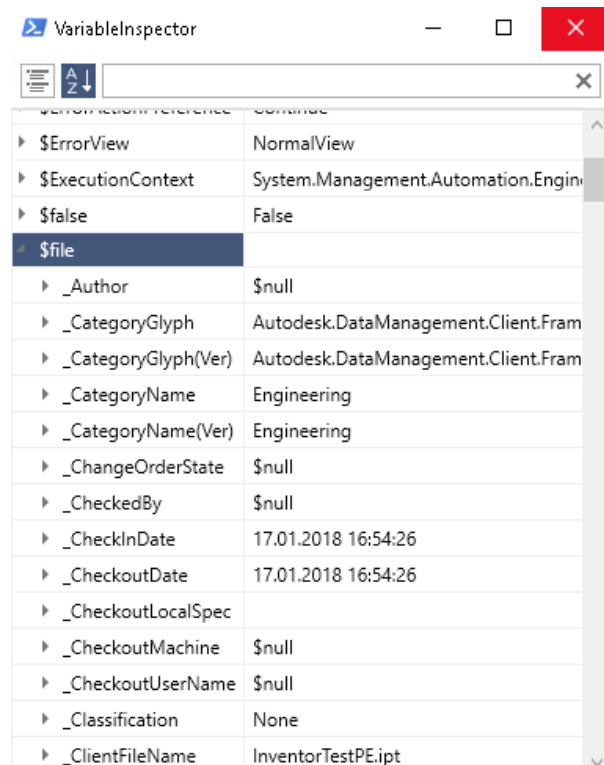 VariableInspector
A
Z
$ErrorActionPreference Continue
$ErrorView NormalView
$ExecutionContext System.Management.Automation.Engin
$false False
$file
_Author $null
_CategoryGlyph Autodesk.DataManagement.Client.Fram
_CategoryGlyph(Ver) Autodesk.DataManagement.Client.Fram
_CategoryName Engineering
_CategoryName(Ver) Engineering
_ChangeOrderState $null
_CheckedBy $null
_CheckInDate 17.01.2018 16:54:26
_CheckoutDate 17.01.2018 16:54:26
_CheckoutLocalSpec
_CheckoutMachine $null
_CheckoutUserName $null
_Classification None
_ClientFileName InventorTestPE.ipt